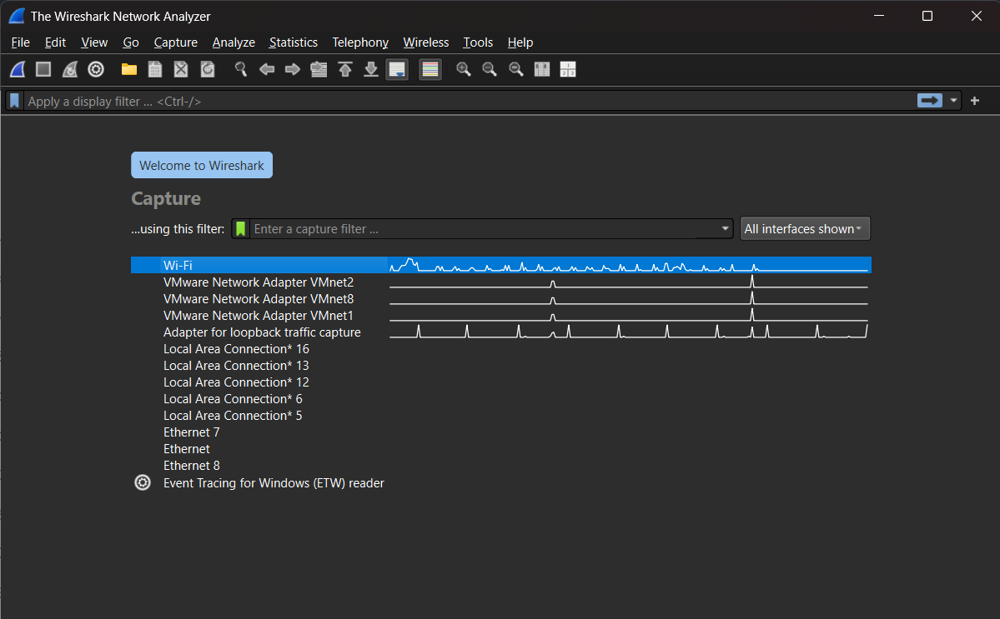 The Wireshark Network Analyzer
File Edit View Go Capture Analyze Statistics Telephony Wireless Tools Help
Apply a display filter ... <Ctrl-/>
Welcome to Wireshark
Capture
...using this filter: Enter a capture filter ... All interfaces shown
Wi-Fi
VMware Network Adapter VMnet2
VMware Network Adapter VMnet8
VMware Network Adapter VMnet1
Adapter for loopback traffic capture
Local Area Connection* 16
Local Area Connection* 13
Local Area Connection* 12
Local Area Connection* 6
Local Area Connection* 5
Ethernet 7
Ethernet
Ethernet 8
Event Tracing for Windows (ETW) reader